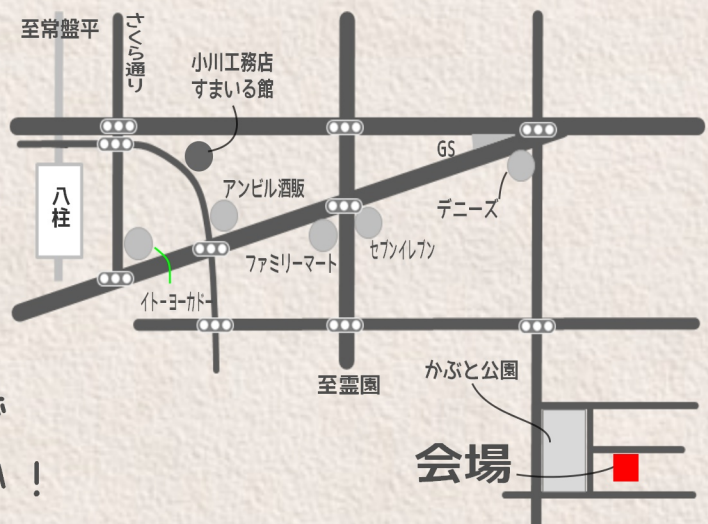 至常盤平
さくら通り
小川工務店
すまいる館
八柱
アンビル酒販
GS
デニーズ
ファミリーマート
セブンイレブン
イトーヨーカドー
至霊園
かぶと公園
会場
！